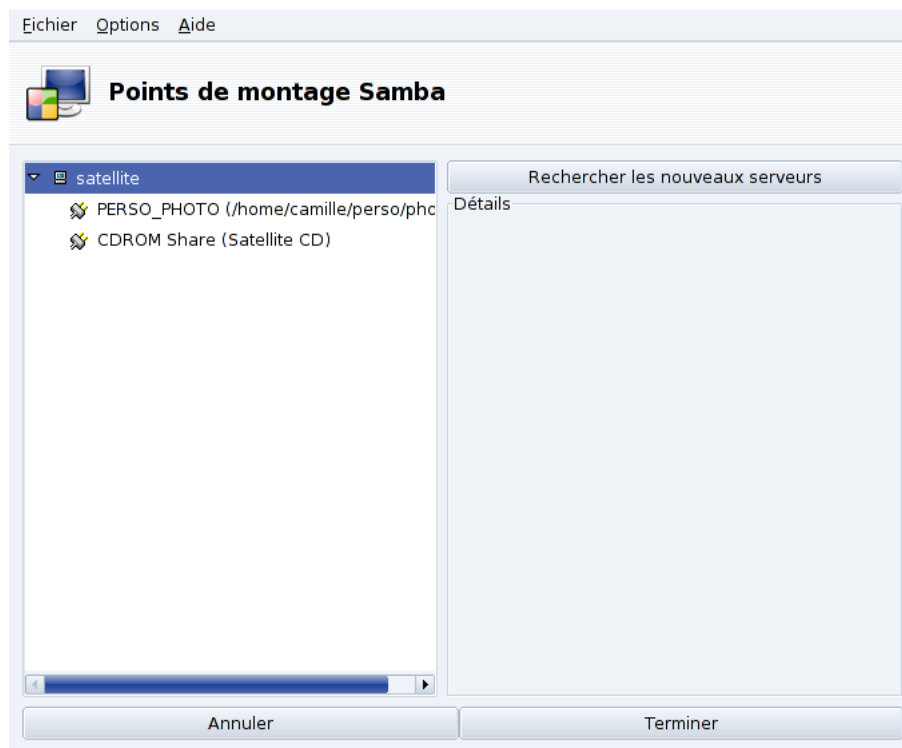 Fichier Options Aide
Points de montage Samba
satellite
PERSO_PHOTO (/home/camille/perso/pho
CDROM Share (Satellite CD)
Rechercher les nouveaux serveurs
Détails
Annuler
Terminer